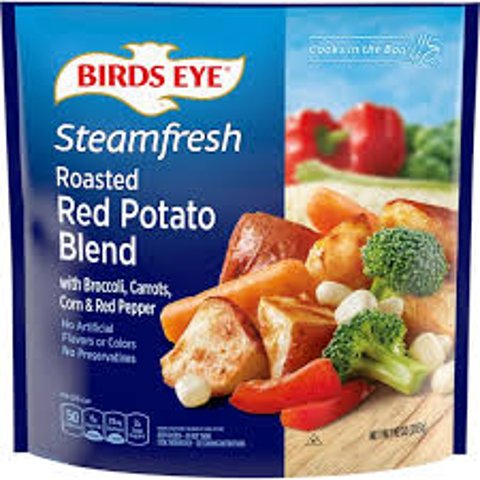 Cooks in the Bag
BIRDS EYE®
Steamfresh
Roasted
Red Potato
Blend
with Broccoli, Carrots,
Corn & Red Pepper
No Artificial
Flavors or Colors
No Preservatives